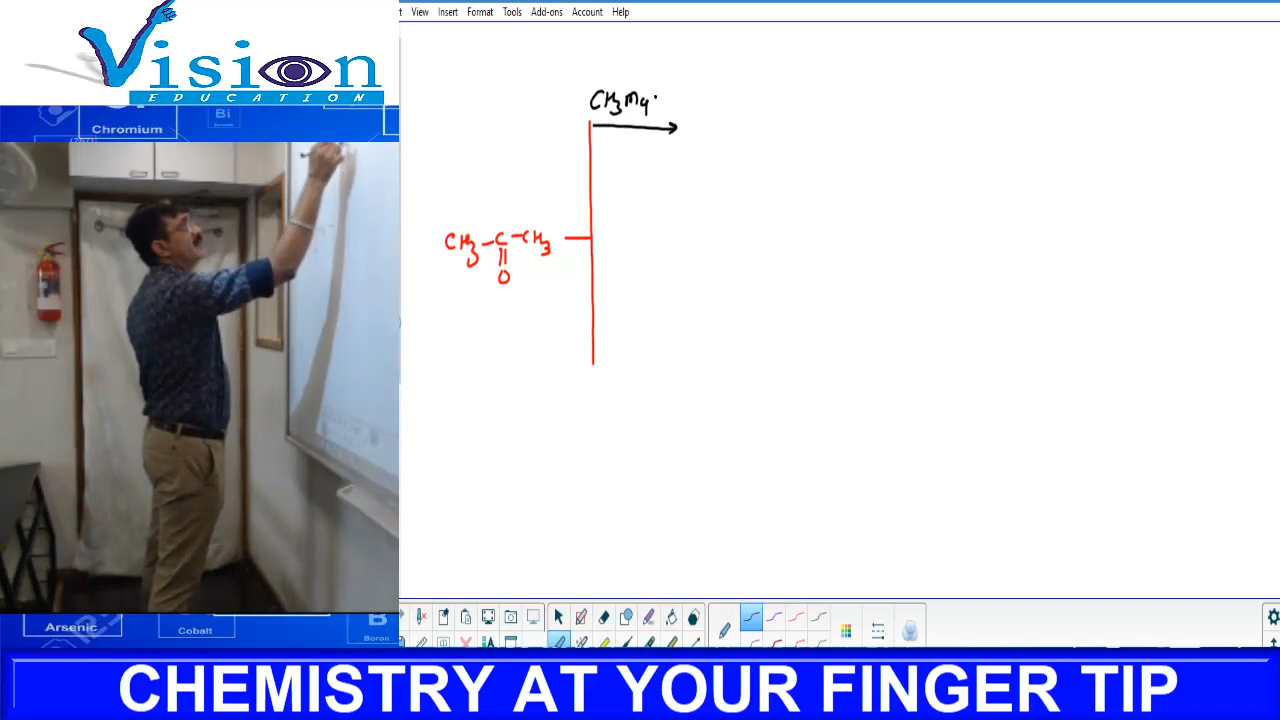 View Insert Format Tools Add-ons Account Help
Vision
EDUCATION
Chromium
Bi
CH3Mg
CH3-C-CH3
||
O
Arsenic
Cobalt
B
Boron
CHEMISTRY AT YOUR FINGER TIP